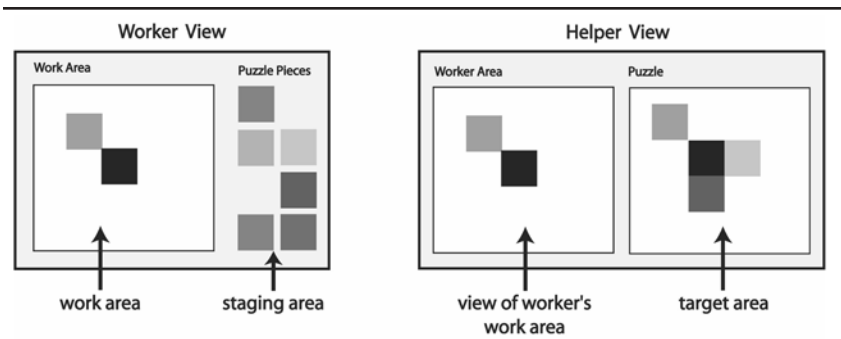 Worker View
Helper View
Work Area
Puzzle Pieces
Worker Area
Puzzle
work area
staging area
view of worker's
work area
target area